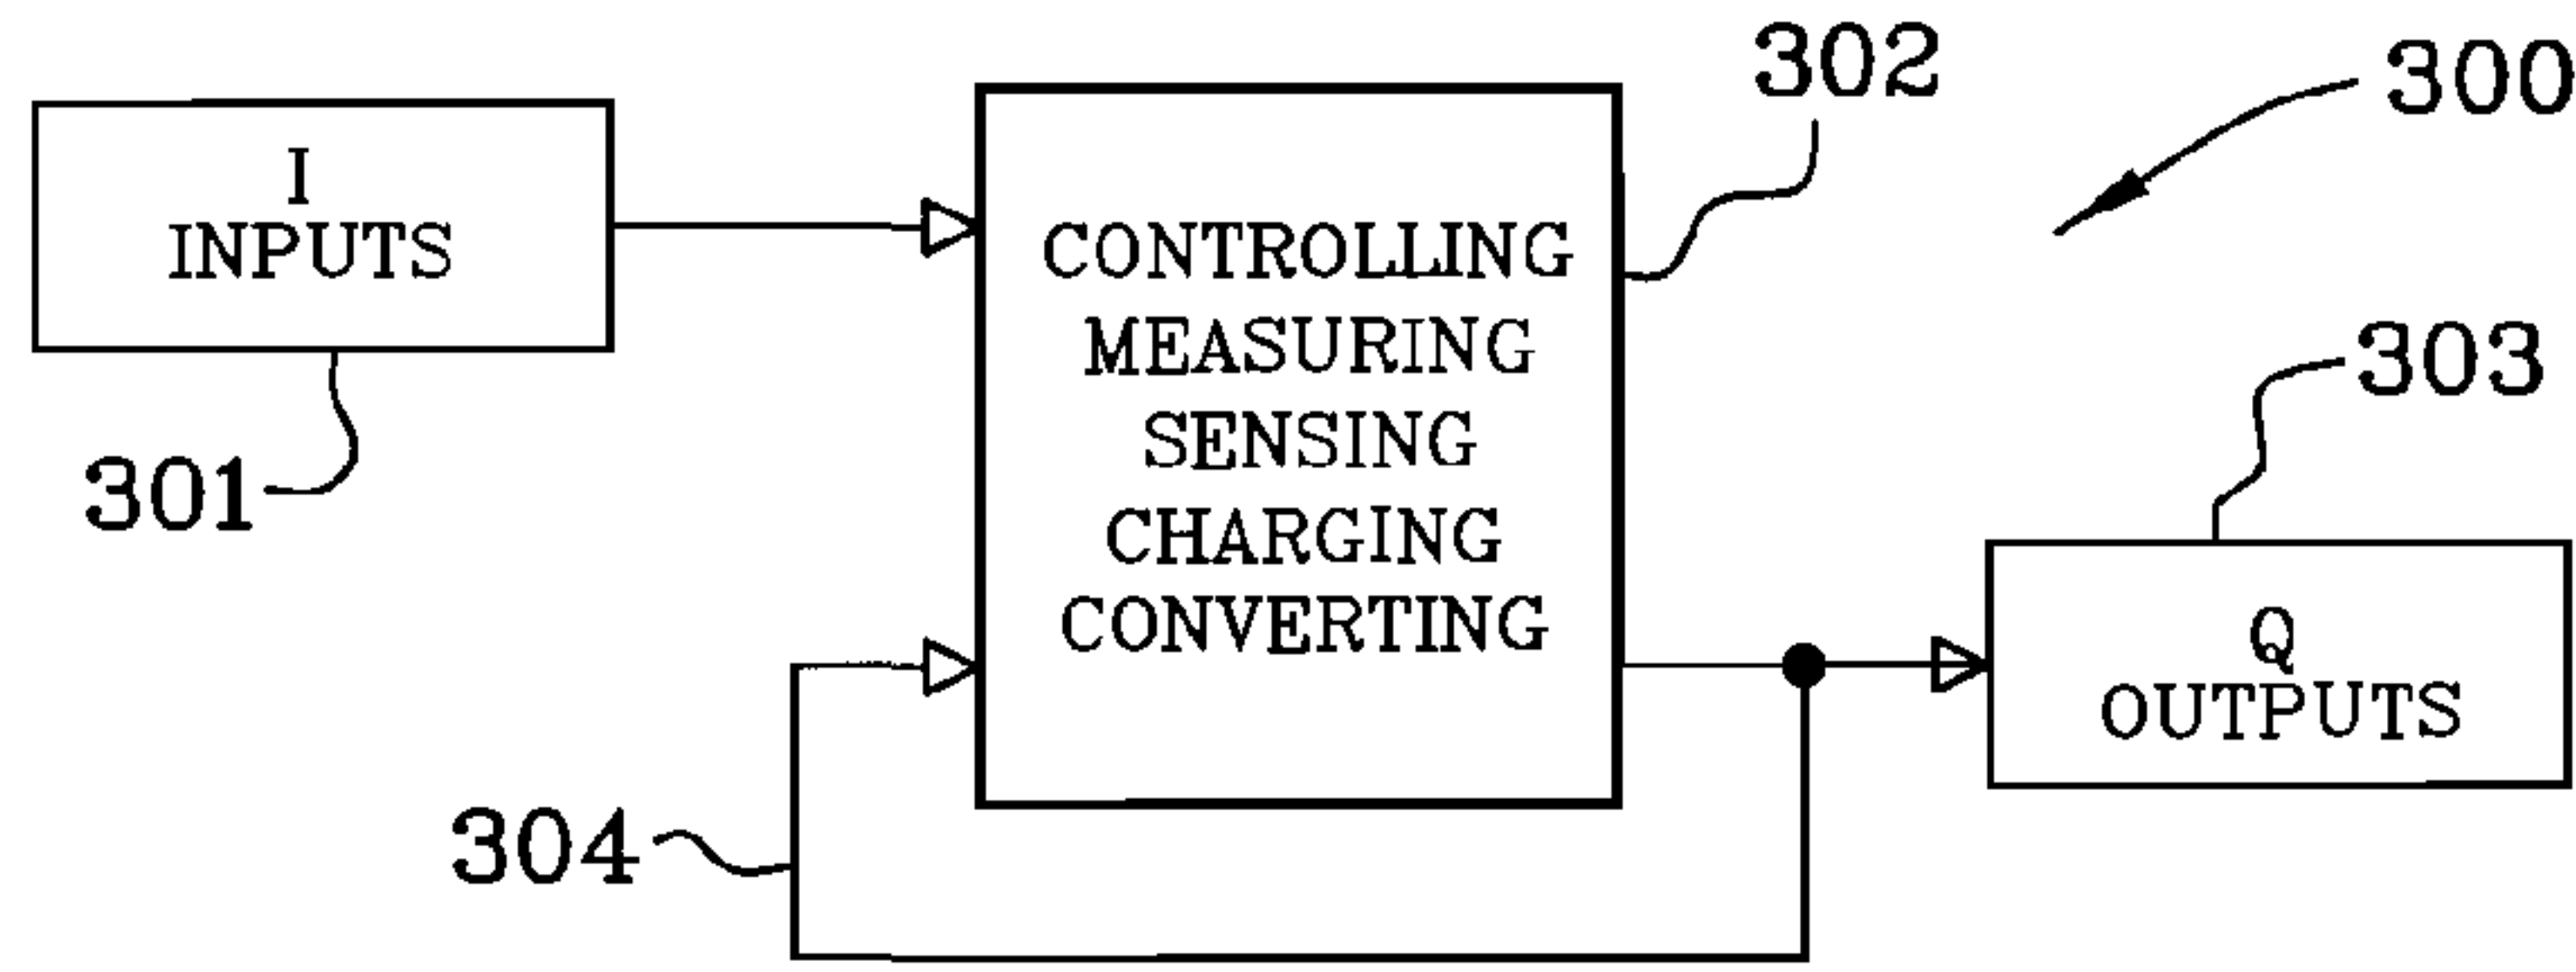 302
300
I
INPUTS
CONTROLLING
MEASURING
SENSING
CHARGING
CONVERTING
303
301
Q
OUTPUTS
304